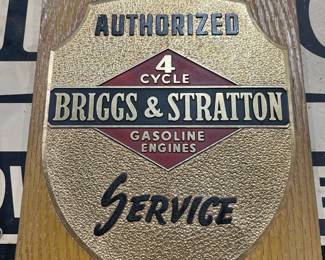 AUTHORIZED
4
CYCLE
BRIGGS & STRATTON
GASOLINE
ENGINES
SERVICE